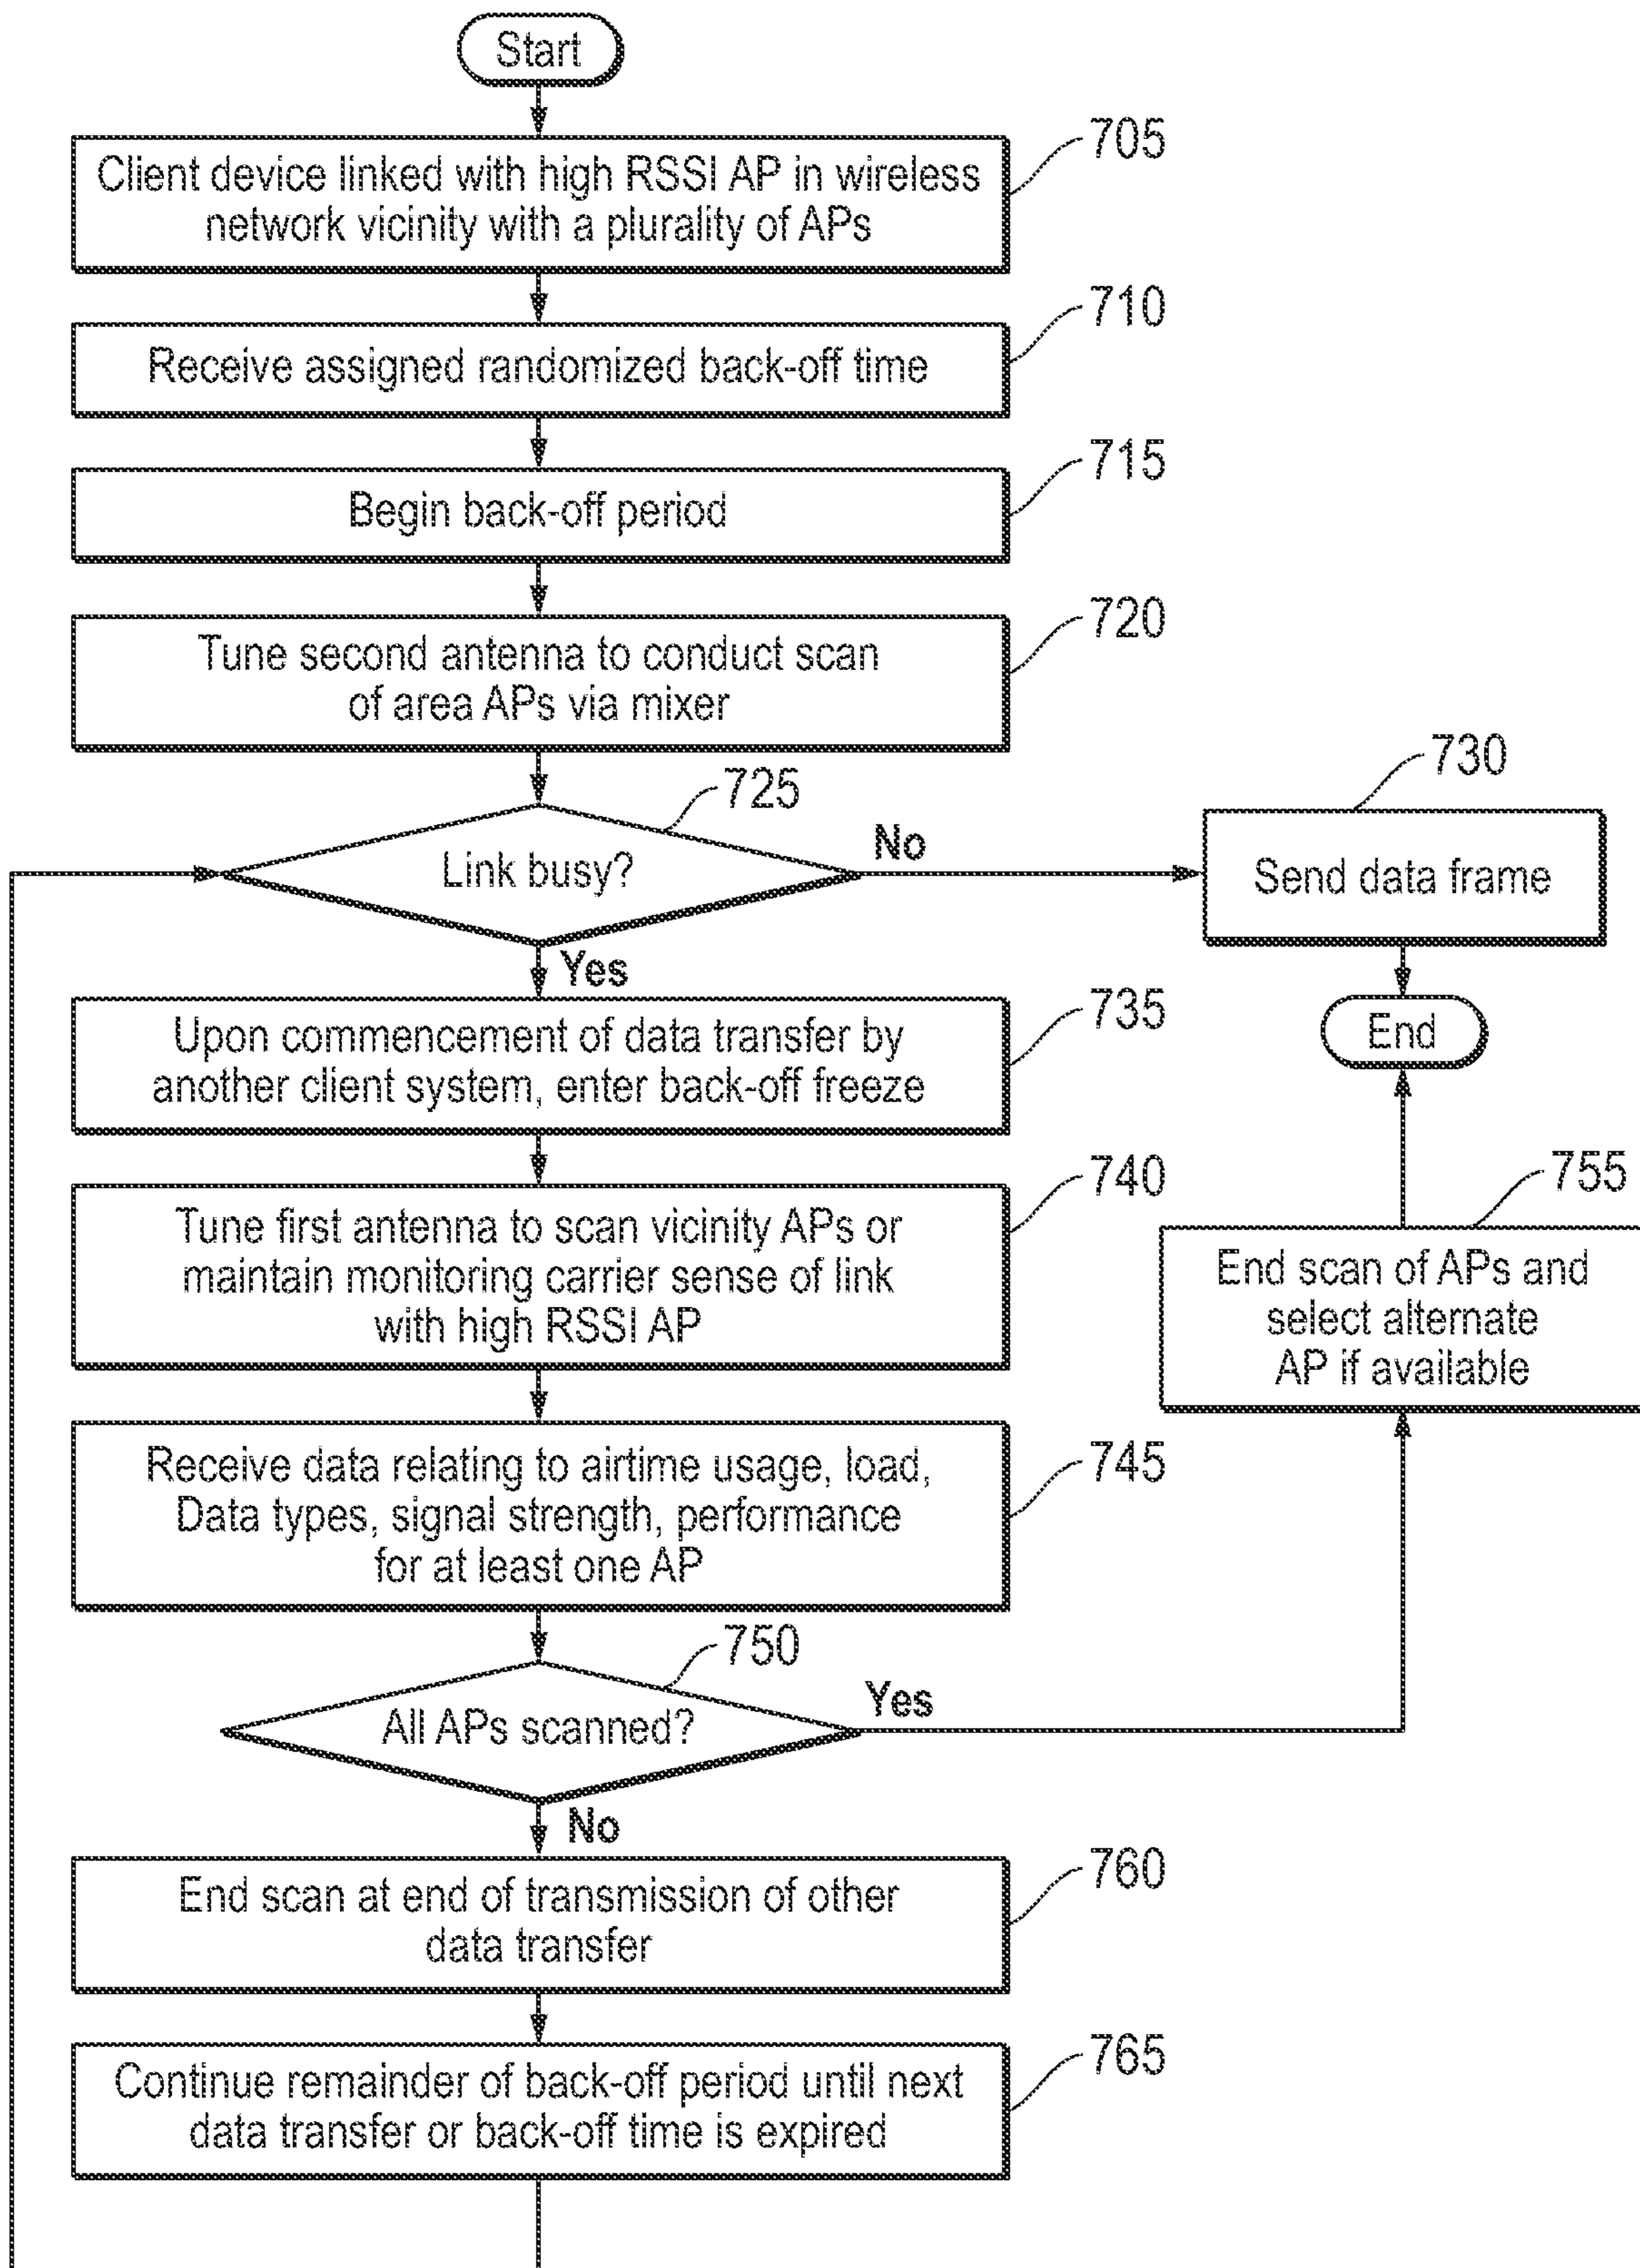 Start
705
Client device linked with high RSSI AP in wireless
network vicinity with a plurality of APs
710
Receive assigned randomized back-off time
715
Begin back-off period
720
Tune second antenna to conduct scan
of area APs via mixer
725
Link busy?
No
730
Send data frame
End
Yes
735
Upon commencement of data transfer by
another client system, enter back-off freeze
740
Tune first antenna to scan vicinity APs or
maintain monitoring carrier sense of link
with high RSSI AP
755
End scan of APs and
select alternate
AP if available
745
Receive data relating to airtime usage, load,
Data types, signal strength, performance
for at least one AP
750
All APs scanned?
Yes
No
760
End scan at end of transmission of other
data transfer
765
Continue remainder of back-off period until next
data transfer or back-off time is expired